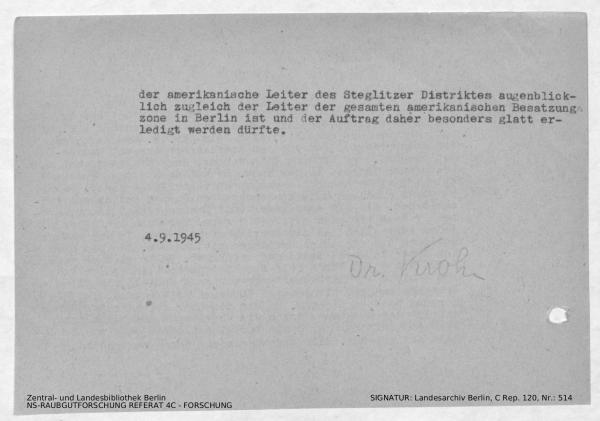 der amerikanische Leiter des Steglitzer Distriktes augenblick-
lich zugleich der Leiter der gesamten amerikanischen Besatzung
zone in Berlin ist und der Auftrag daher besonders glatt er-
ledigt werden dürfte.
4.9.1945
Dr. Kroh
Zentral- und Landesbibliothek Berlin
NS-RAUBGUTFORSCHUNG REFERAT 4C - FORSCHUNG
SIGNATUR: Landesarchiv Berlin, C Rep. 120, Nr.: 514